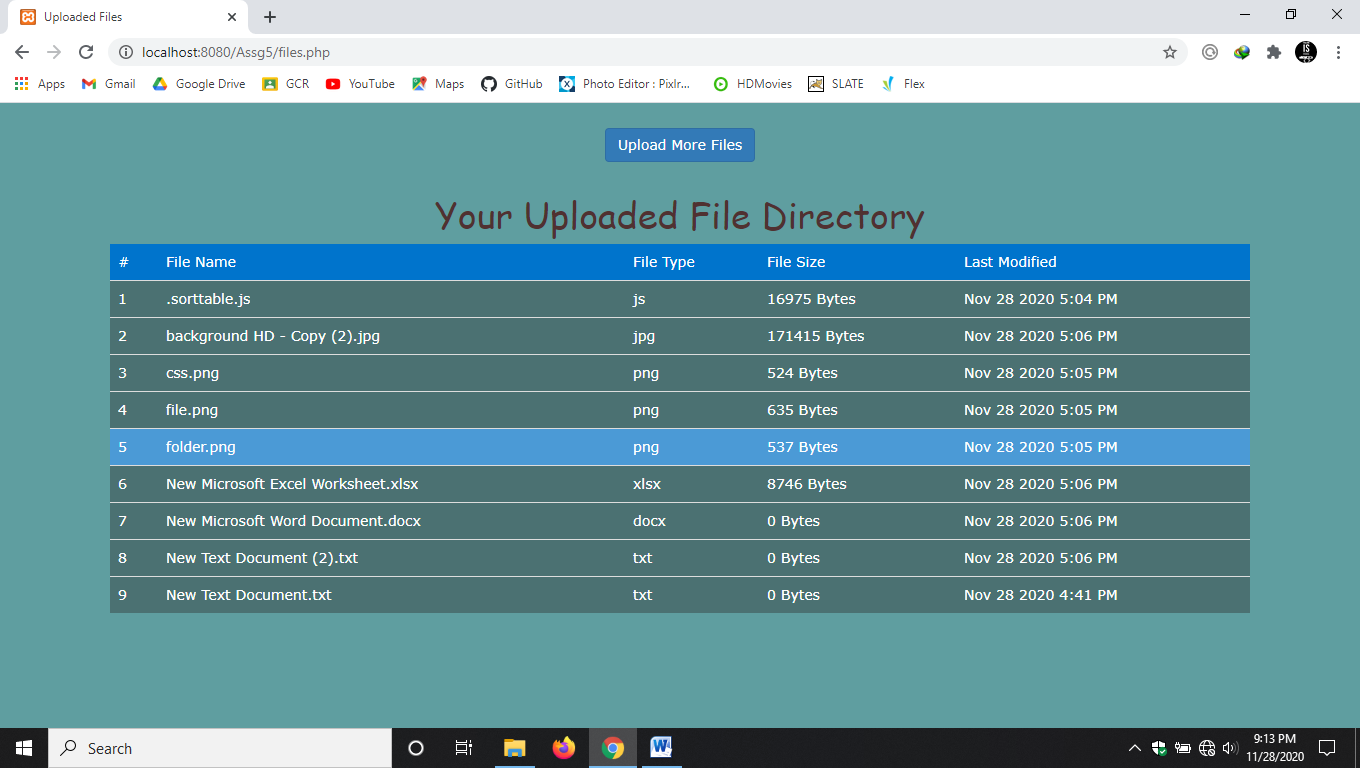 Uploaded Files
localhost:8080/Assg5/files.php
Apps Gmail Google Drive GCR YouTube Maps GitHub Photo Editor : Pixlr... HDMovies SLATE Flex
Upload More Files
Your Uploaded File Directory
# File Name File Type File Size Last Modified
1 .sorttable.js js 16975 Bytes Nov 28 2020 5:04 PM
2 background HD - Copy (2).jpg jpg 171415 Bytes Nov 28 2020 5:06 PM
3 css.png png 524 Bytes Nov 28 2020 5:05 PM
4 file.png png 635 Bytes Nov 28 2020 5:05 PM
5 folder.png png 537 Bytes Nov 28 2020 5:05 PM
6 New Microsoft Excel Worksheet.xlsx xlsx 8746 Bytes Nov 28 2020 5:06 PM
7 New Microsoft Word Document.docx docx 0 Bytes Nov 28 2020 5:06 PM
8 New Text Document (2).txt txt 0 Bytes Nov 28 2020 5:06 PM
9 New Text Document.txt txt 0 Bytes Nov 28 2020 4:41 PM
Search
9:13 PM
11/28/2020